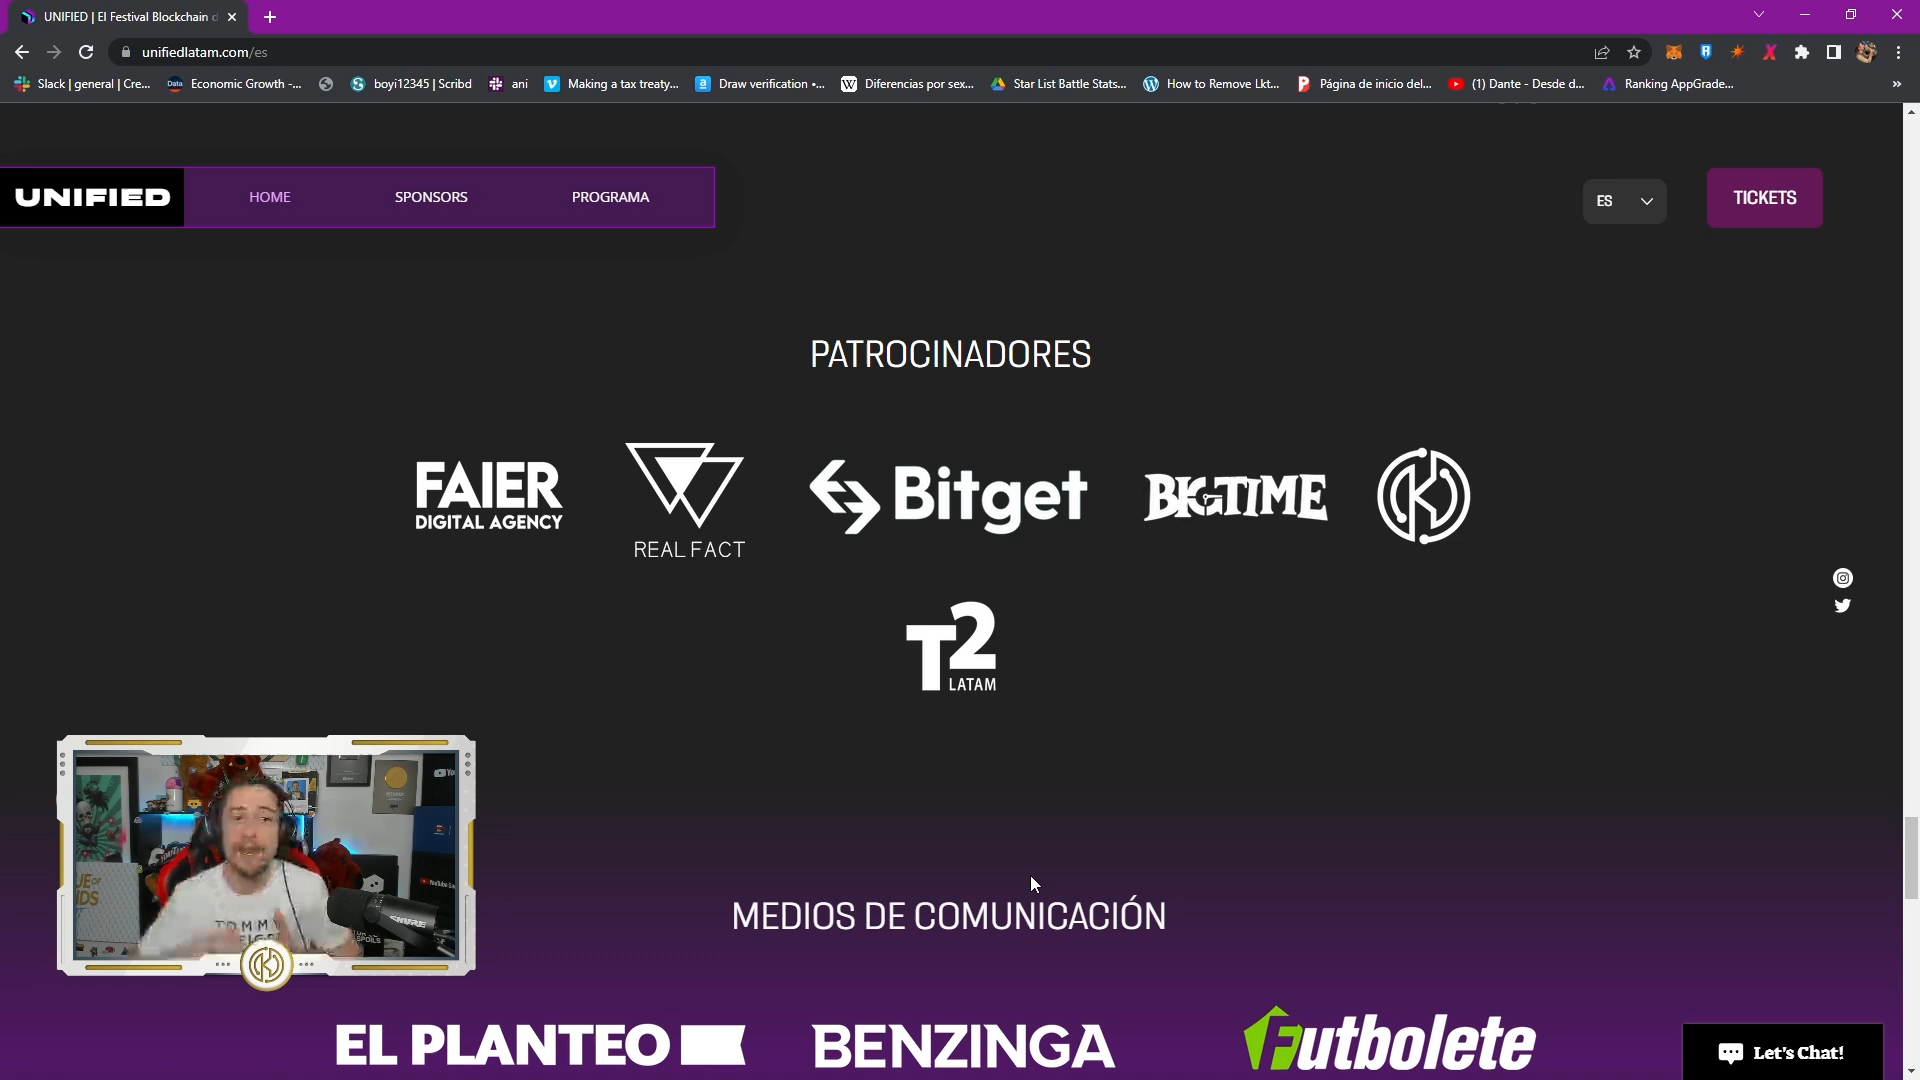 UNIFIED | El Festival Blockchain d
unifiedlatam.com/es
Slack | general | Cre...
Economic Growth -...
boyi12345 | Scribd
ani
Making a tax treaty...
Draw verification •...
Diferencias por sex...
Star List Battle Stats...
How to Remove Lkt...
Página de inicio del...
(1) Dante - Desde d...
Ranking AppGrade...
»
UNIFIED
HOME
SPONSORS
PROGRAMA
ES
TICKETS
PATROCINADORES
FAIER
DIGITAL AGENCY
REAL FACT
Bitget
BIGTIME
T2
LATAM
TOMM
SHURE
MEDIOS DE COMUNICACIÓN
EL PLANTEO
BENZINGA
Futbolete
Let's Chat!